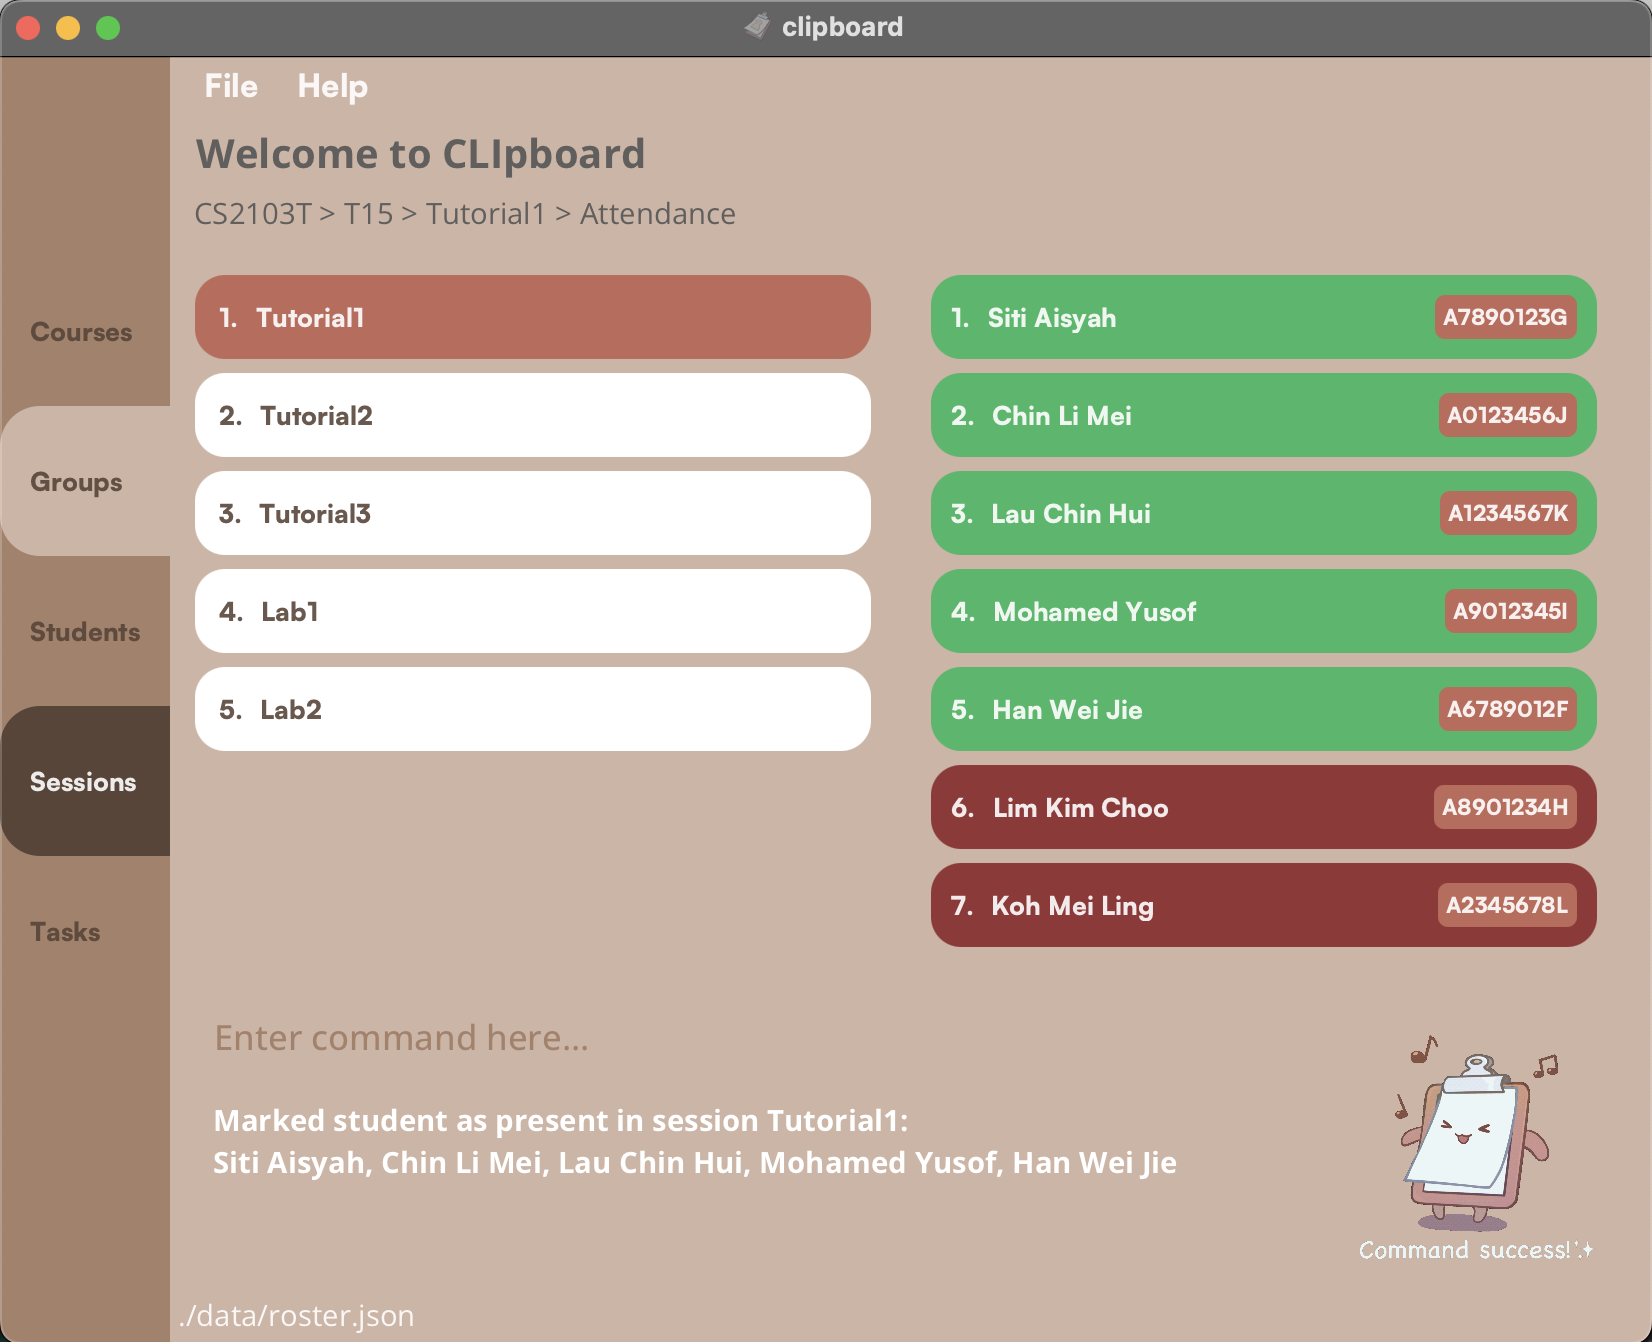 clipboard
File Help
Welcome to CLIpboard
CS2103T > T15 > Tutorial1 > Attendance
Courses
Groups
Students
Sessions
Tasks
1. Tutorial1
2. Tutorial2
3. Tutorial3
4. Lab1
5. Lab2
1. Siti Aisyah A7890123G
2. Chin Li Mei A0123456J
3. Lau Chin Hui A1234567K
4. Mohamed Yusof A9012345I
5. Han Wei Jie A6789012F
6. Lim Kim Choo A8901234H
7. Koh Mei Ling A2345678L
Enter command here...
Marked student as present in session Tutorial1:
Siti Aisyah, Chin Li Mei, Lau Chin Hui, Mohamed Yusof, Han Wei Jie
Command success!
./data/roster.json